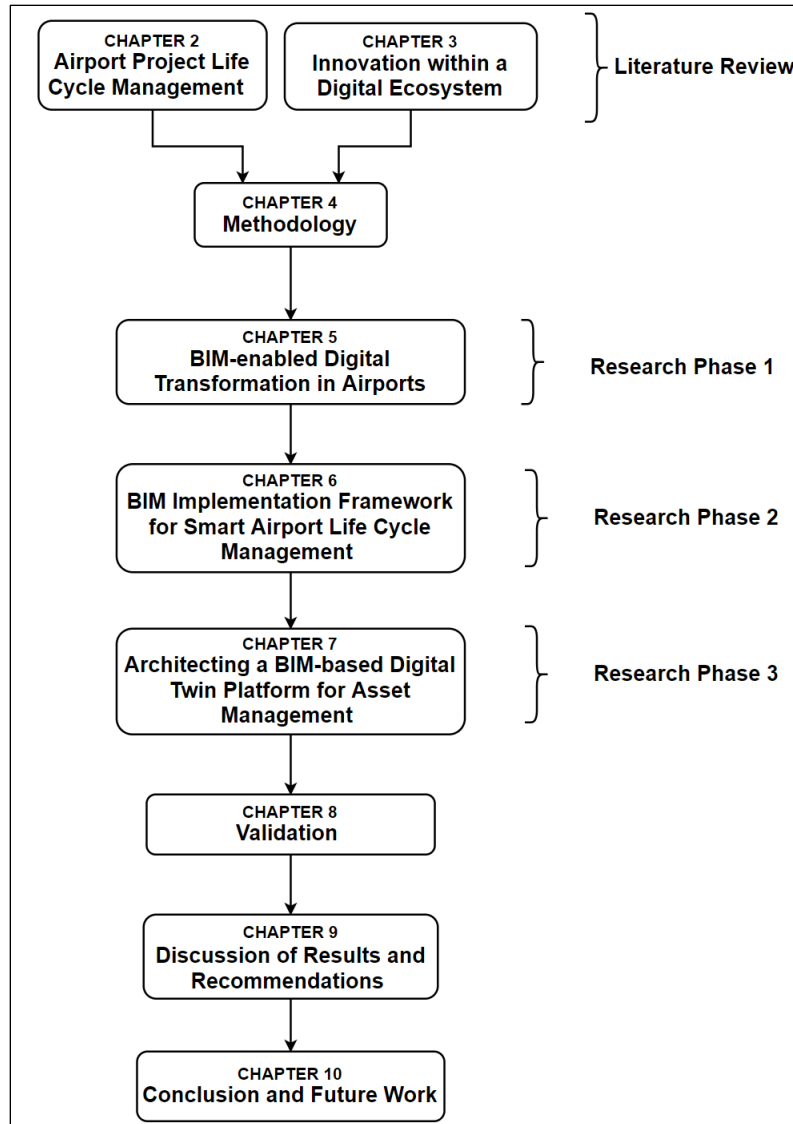 CHAPTER 2
Airport Project Life
Cycle Management
CHAPTER 3
Innovation within a
Digital Ecosystem
Literature Review
CHAPTER 4
Methodology
CHAPTER 5
BIM-enabled Digital
Transformation in Airports
Research Phase 1
CHAPTER 6
BIM Implementation Framework
for Smart Airport Life Cycle
Management
Research Phase 2
CHAPTER 7
Architecting a BIM-based Digital
Twin Platform for Asset
Management
Research Phase 3
CHAPTER 8
Validation
CHAPTER 9
Discussion of Results and
Recommendations
CHAPTER 10
Conclusion and Future Work